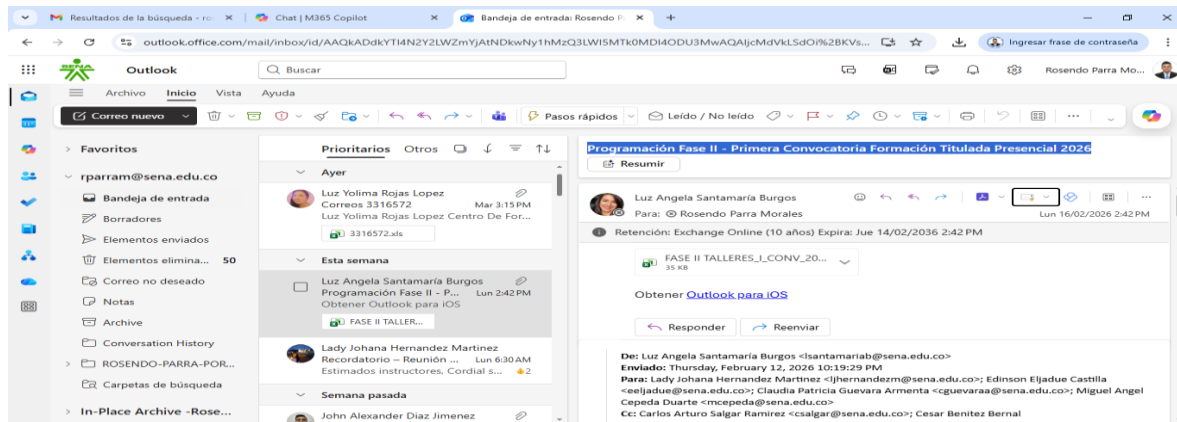 Resultados de la búsqueda - ro
Chat | M365 Copilot
Bandeja de entrada: Rosendo P
outlook.office.com/mail/inbox/id/AAQkADdkYTI4N2Y2LWZmYjAtNDkwNy1hMzQ3LWI5MTk0MDI4ODU3MwAQAIjcMdVkLSdOi%2BKVs...
Ingresar frase de contraseña
SENA
Outlook
Buscar
Rosendo Parra Mo...
Archivo Inicio Vista Ayuda
Correo nuevo
Pasos rápidos
Leído / No leído
Favoritos
rparram@sena.edu.co
Bandeja de entrada
Borradores
Elementos enviados
Elementos elimina... 50
Correo no deseado
Notas
Archive
Conversation History
ROSENDO-PARRA-POR...
Carpetas de búsqueda
In-Place Archive -Rose...
Prioritarios Otros
Ayer
Luz Yolima Rojas Lopez
Correos 3316572 Mar 3:15 PM
Luz Yolima Rojas Lopez Centro De For...
3316572.xls
Esta semana
Luz Angela Santamaría Burgos
Programación Fase II - P... Lun 2:42 PM
Obtener Outlook para iOS
FASE II TALLER...
Lady Johana Hernandez Martinez
Recordatorio – Reunión ... Lun 6:30 AM
Estimados instructores, Cordial s... 2
Semana pasada
John Alexander Diaz Jimenez
Programación Fase II - Primera Convocatoria Formación Titulada Presencial 2026
Resumir
Luz Angela Santamaría Burgos
Para: Rosendo Parra Morales
Lun 16/02/2026 2:42 PM
Retención: Exchange Online (10 años) Expira: Jue 14/02/2036 2:42 PM
FASE II TALLERES_I_CONV_20...
35 KB
Obtener Outlook para iOS
Responder
Reenviar
De: Luz Angela Santamaría Burgos <lsantamariab@sena.edu.co>
Enviado: Thursday, February 12, 2026 10:19:29 PM
Para: Lady Johana Hernandez Martinez <ljhernandezm@sena.edu.co>; Edinson Eljadue Castilla
<eeljadue@sena.edu.co>; Claudia Patricia Guevara Armenta <cguevaraa@sena.edu.co>; Miguel Angel
Cepeda Duarte <mcepeda@sena.edu.co>
Cc: Carlos Arturo Salgar Ramirez <csalgar@sena.edu.co>; Cesar Benitez Bernal